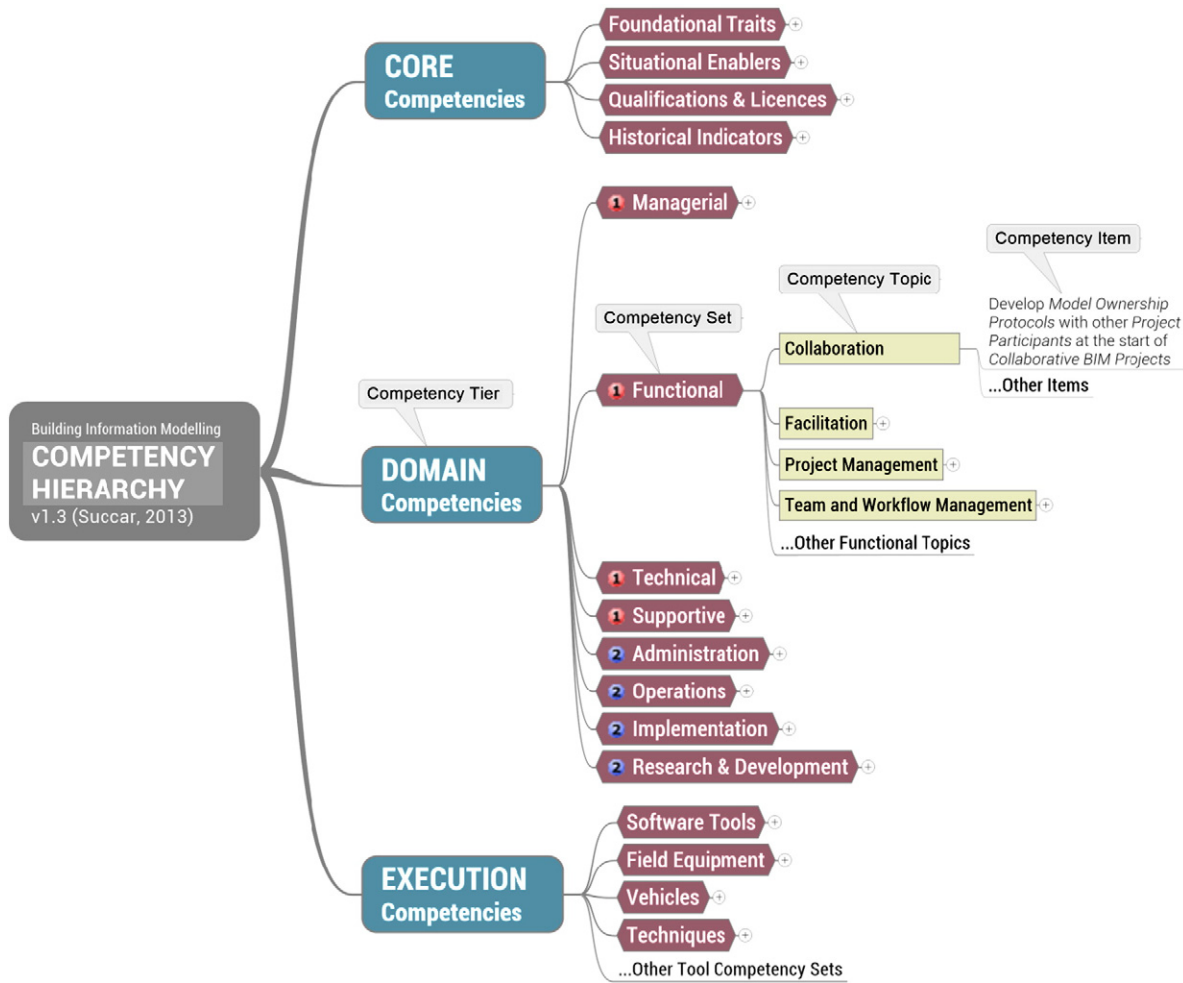 Building Information Modelling
COMPETENCY
HIERARCHY
v1.3 (Succar, 2013)
CORE
Competencies
Foundational Traits
Situational Enablers
Qualifications & Licences
Historical Indicators
Competency Tier
DOMAIN
Competencies
1 Managerial
Competency Set
1 Functional
Competency Topic
Collaboration
Competency Item
Develop Model Ownership
Protocols with other Project
Participants at the start of
Collaborative BIM Projects
...Other Items
Facilitation
Project Management
Team and Workflow Management
...Other Functional Topics
1 Technical
1 Supportive
2 Administration
2 Operations
2 Implementation
2 Research & Development
EXECUTION
Competencies
Software Tools
Field Equipment
Vehicles
Techniques
...Other Tool Competency Sets